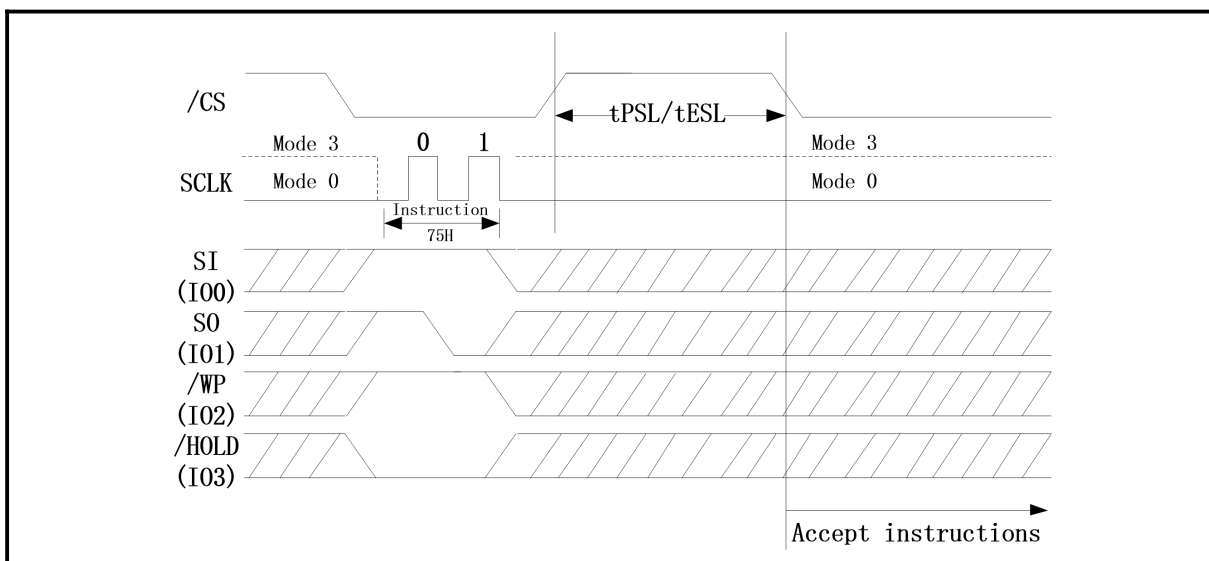 /CS
tPSL/tESL
Mode 3 0 1 Mode 3
SCLK Mode 0 Mode 0
Instruction
75H
SI
(IO0)
SO
(IO1)
/WP
(IO2)
/HOLD
(IO3)
Accept instructions